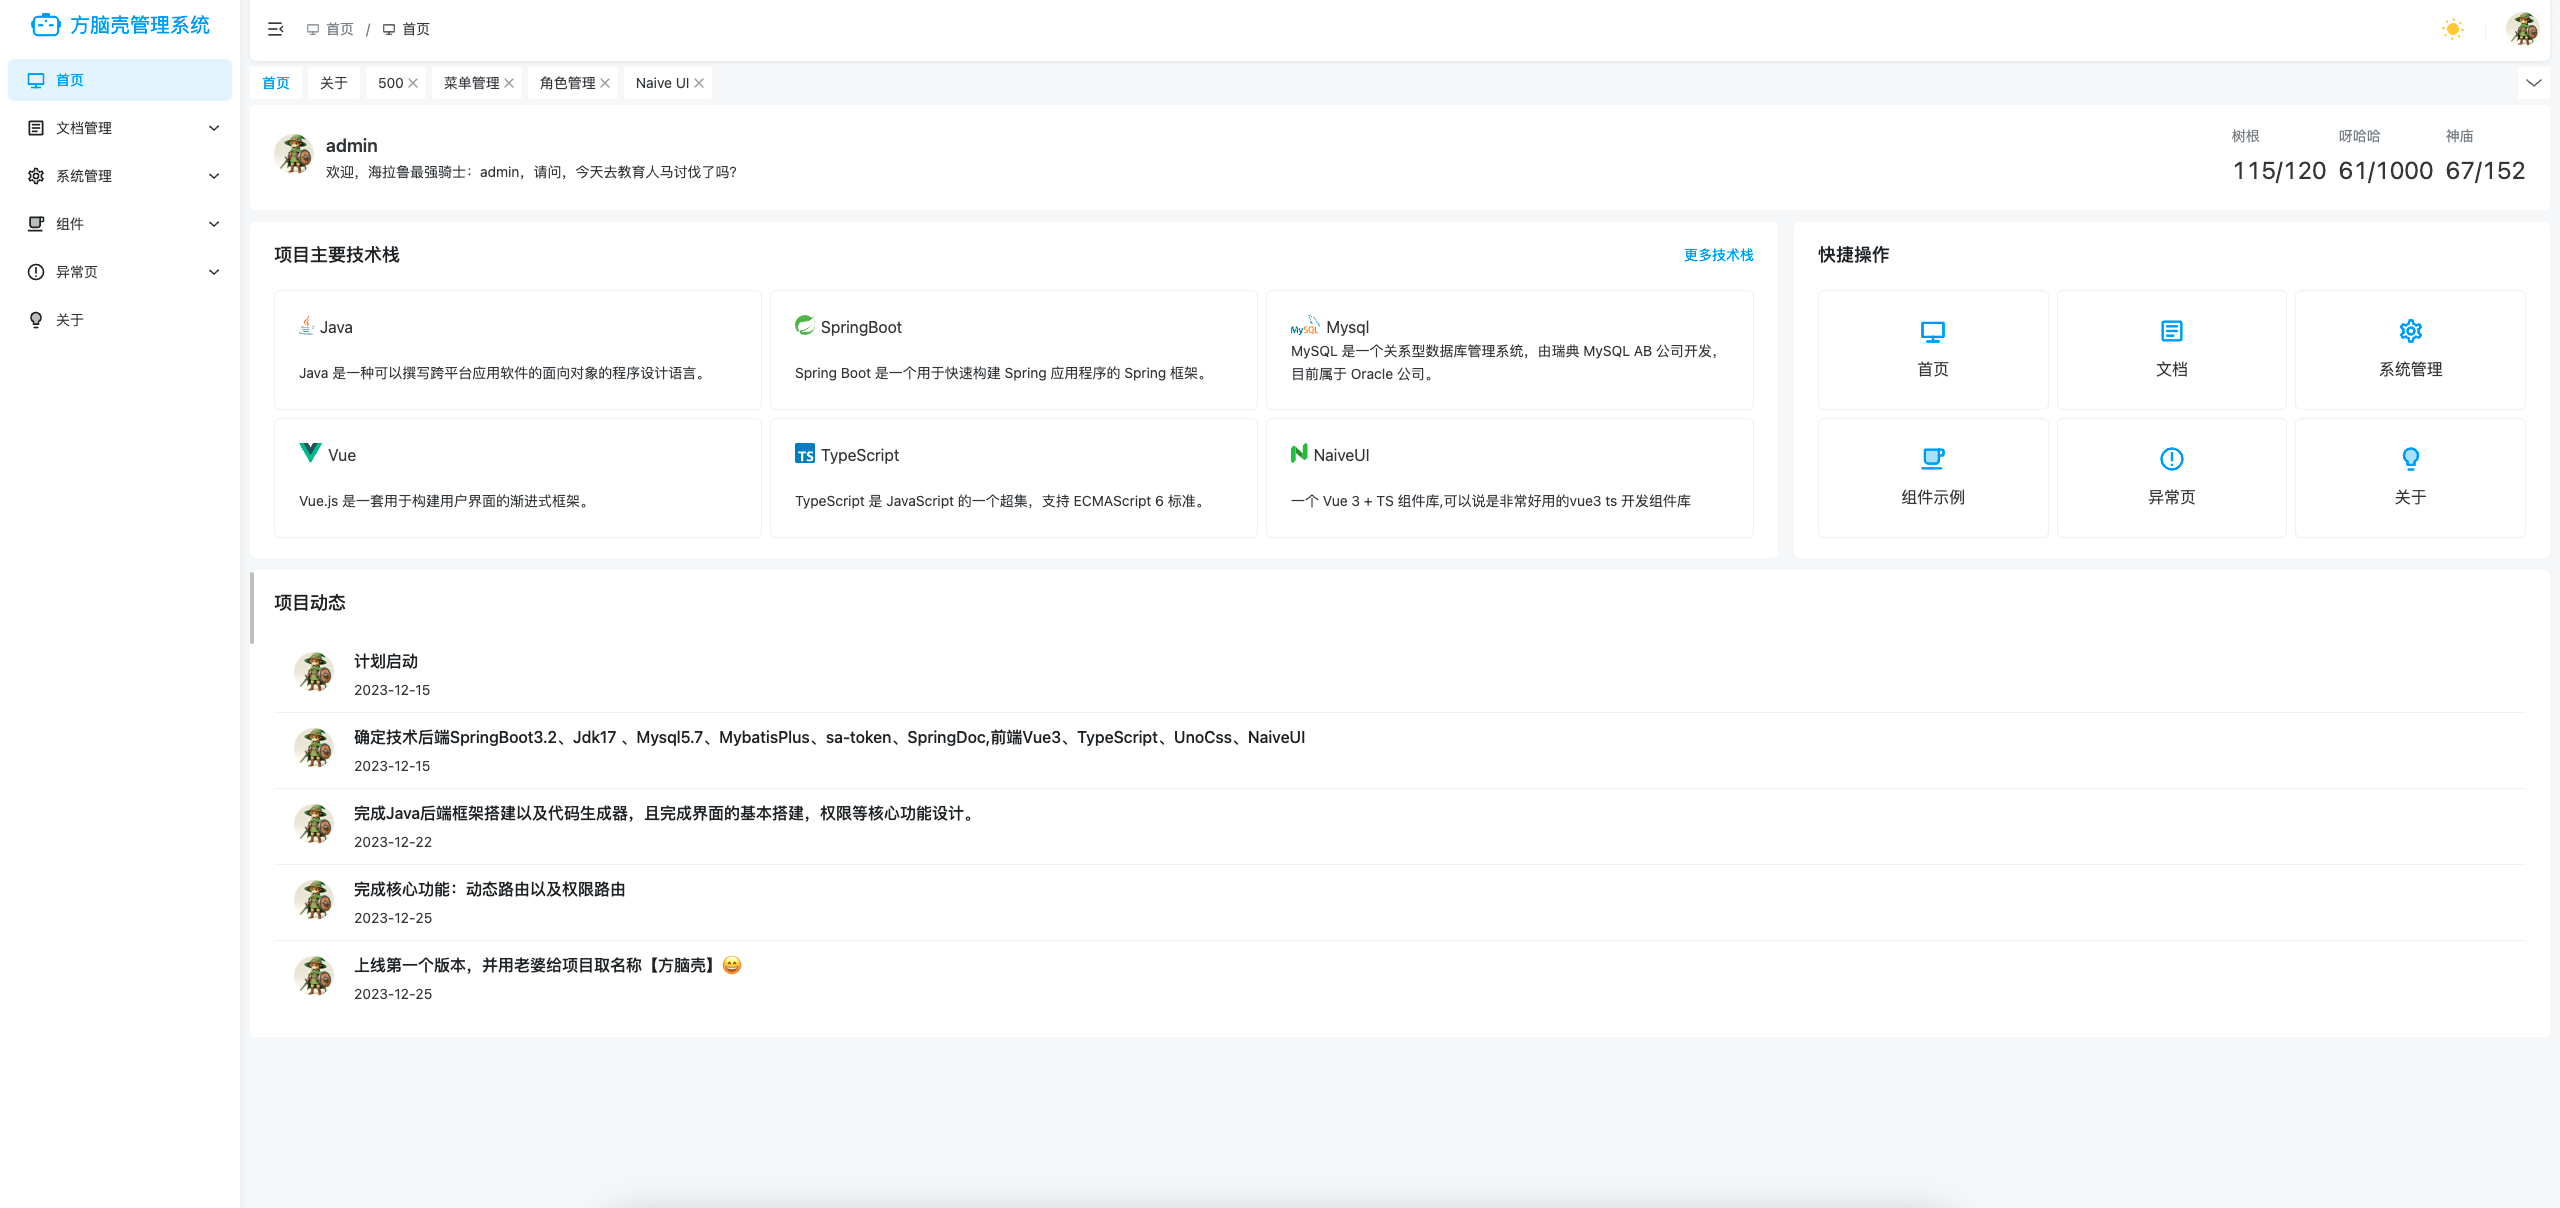 方脑壳管理系统
首页
文档管理
系统管理
组件
异常页
关于
首页 / 首页
首页 关于 500 菜单管理 角色管理 Naive UI
admin
欢迎，海拉鲁最强骑士：admin，请问，今天去教育人马讨伐了吗?
树根 呀哈哈 神庙
115/120 61/1000 67/152
项目主要技术栈
更多技术栈
Java
Java 是一种可以撰写跨平台应用软件的面向对象的程序设计语言。
SpringBoot
Spring Boot 是一个用于快速构建 Spring 应用程序的 Spring 框架。
MySQL Mysql
MySQL 是一个关系型数据库管理系统，由瑞典 MySQL AB 公司开发，
目前属于 Oracle 公司。
Vue
Vue.js 是一套用于构建用户界面的渐进式框架。
TS TypeScript
TypeScript 是 JavaScript 的一个超集，支持 ECMAScript 6 标准。
NaiveUI
一个 Vue 3 + TS 组件库,可以说是非常好用的vue3 ts 开发组件库
快捷操作
首页 文档 系统管理
组件示例 异常页 关于
项目动态
计划启动
2023-12-15
确定技术后端SpringBoot3.2、Jdk17 、Mysql5.7、MybatisPlus、sa-token、SpringDoc,前端Vue3、TypeScript、UnoCss、NaiveUI
2023-12-15
完成Java后端框架搭建以及代码生成器，且完成界面的基本搭建，权限等核心功能设计。
2023-12-22
完成核心功能：动态路由以及权限路由
2023-12-25
上线第一个版本，并用老婆给项目取名称【方脑壳】😄
2023-12-25